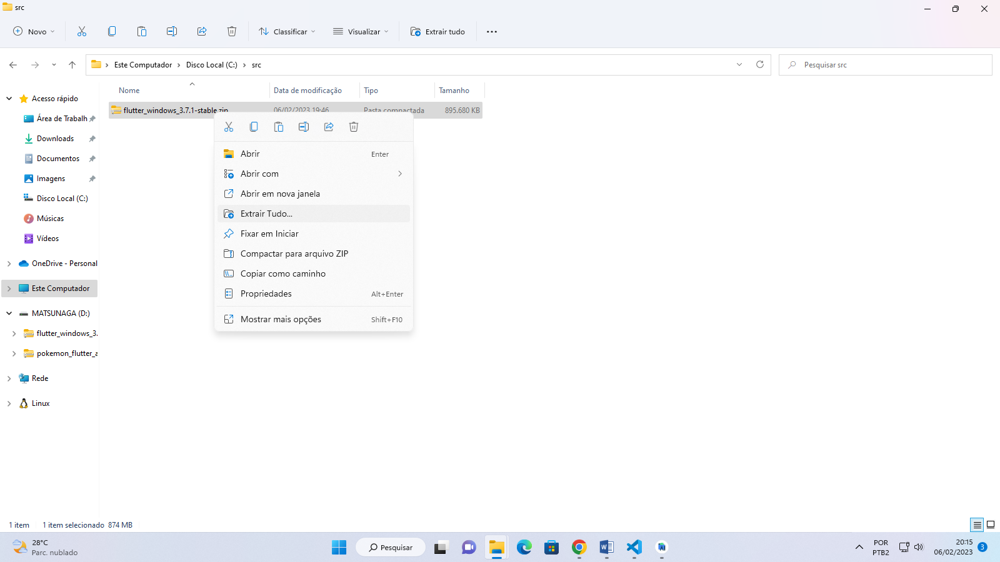 src
Novo
Classificar
Visualizar
Extrair tudo
Este Computador > Disco Local (C:) > src
Pesquisar src
Nome
Data de modificação
Tipo
Tamanho
flutter_windows_3.7.1-stable.zip
06/02/2023 19:46
Pasta compactada
895.680 KB
Acesso rápido
Área de Trabalh
Downloads
Documentos
Imagens
Disco Local (C:)
Músicas
Vídeos
OneDrive - Personal
Este Computador
MATSUNAGA (D:)
flutter_windows_3.
pokemon_flutter_a
Rede
Linux
Abrir Enter
Abrir com
Abrir em nova janela
Extrair Tudo...
Fixar em Iniciar
Compactar para arquivo ZIP
Copiar como caminho
Propriedades Alt+Enter
Mostrar mais opções Shift+F10
1 item
1 item selecionado 874 MB
28°C
Parc. nublado
Pesquisar
POR
PTB2
20:15
06/02/2023
3